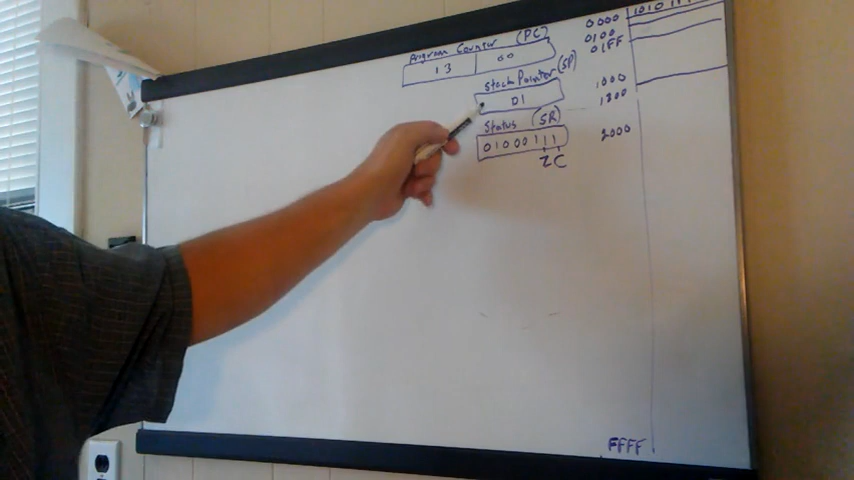 Program Counter (PC)
13 00
Stack Pointer (SP)
01
Status (SR)
01000111
ZC
0000
0100
01FF
1000
1300
2000
FFFF